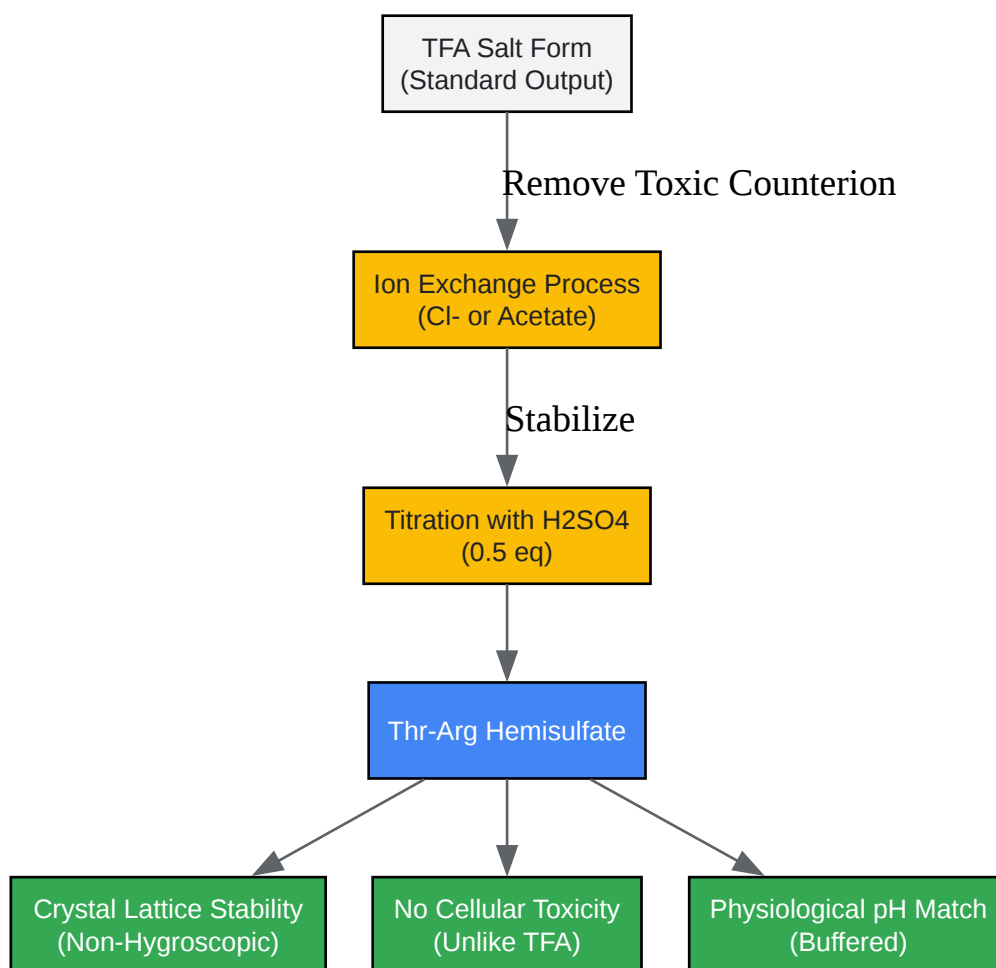 TFA Salt Form
(Standard Output)
Remove Toxic Counterion
Ion Exchange Process
(Cl- or Acetate)
Stabilize
Titration with H2SO4
(0.5 eq)
Thr-Arg Hemisulfate
Crystal Lattice Stability
(Non-Hygroscopic)
No Cellular Toxicity
(Unlike TFA)
Physiological pH Match
(Buffered)